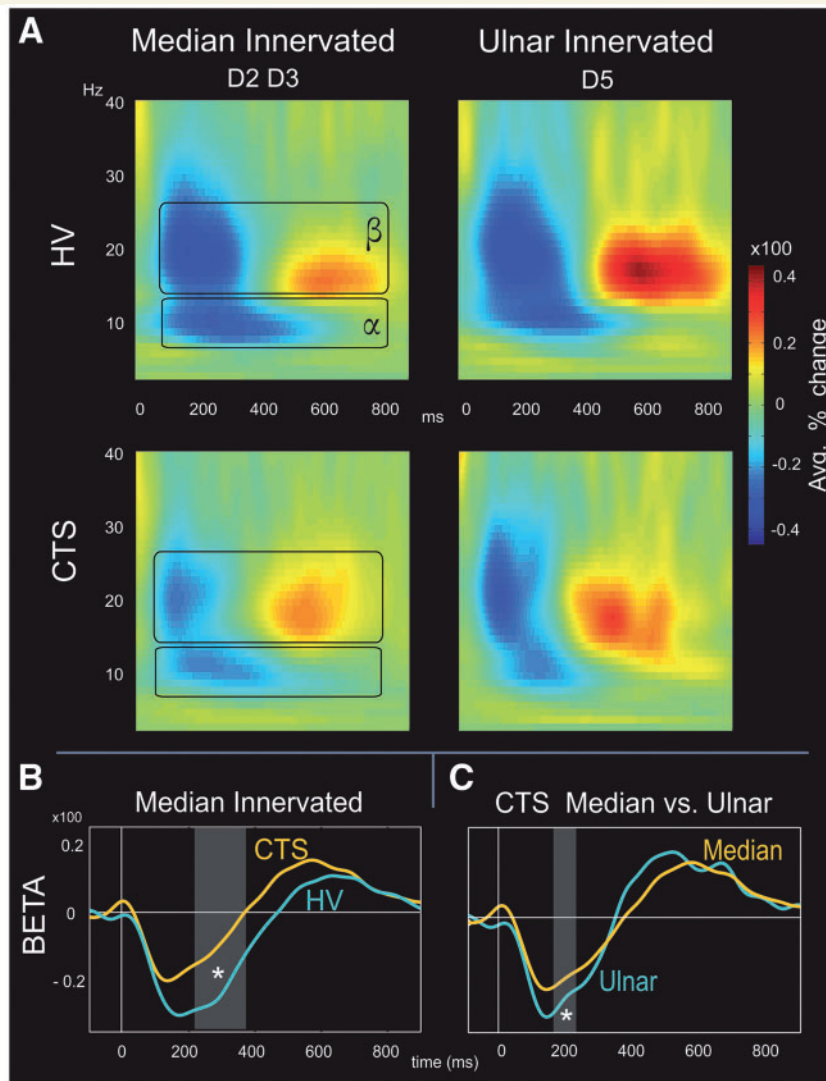 A
Median Innervated
D2 D3
Ulnar Innervated
D5
Hz
40
30
20
10
HV
β
α
0 200 400 600 800
ms
0 200 400 600 800
x100
0.4
0.2
0
-0.2
-0.4
Avg. % change
CTS
40
30
20
10
B
Median Innervated
x100
0.2
0
- 0.2
BETA
CTS
HV
*
0 200 400 600 800
time (ms)
C
CTS Median vs. Ulnar
Median
Ulnar
*
0 200 400 600 800